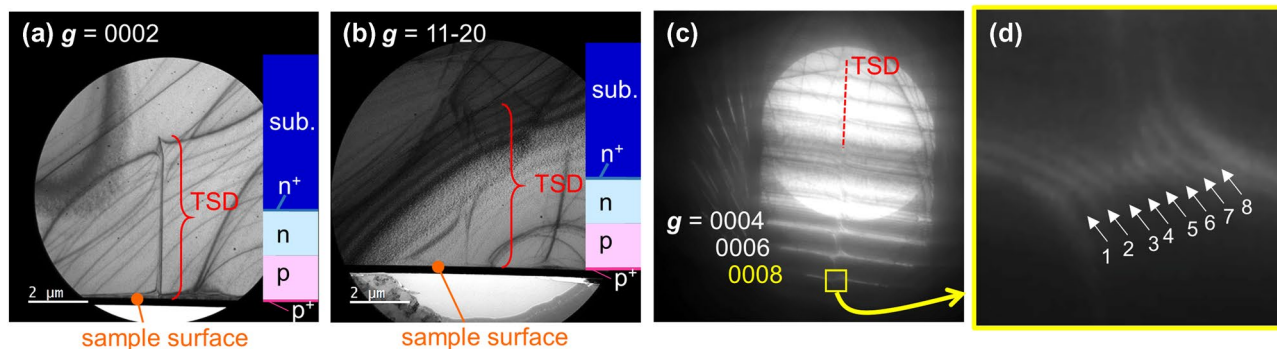 (a) g = 0002
TSD
sub.
n+
n
p
p+
2 μm
sample surface
(b) g = 11-20
TSD
sub.
n+
n
p
p+
2 μm
sample surface
(c)
TSD
g = 0004
0006
0008
(d)
1 2 3 4 5 6 7 8